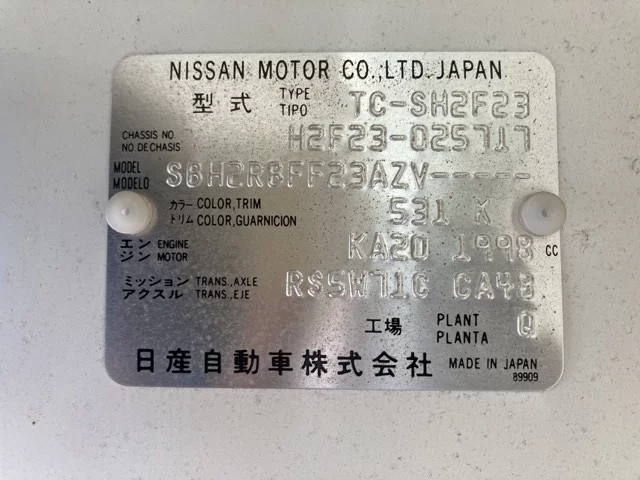 NISSAN MOTOR CO.,LTD. JAPAN
型式 TYPE TIPO TC-SH2F23
CHASSIS NO. NO. DE CHASIS H2F23-025717
MODEL MODELO SBH2RBFF23AZV-----
カラー COLOR,TRIM トリム COLOR,GUARNICION 531 K
エンジン ENGINE MOTOR KA20 1998 CC
ミッション アクスル TRANS.,AXLE TRANS.,EJE RS5W71C CA43
工場 PLANT PLANTA Q
日産自動車株式会社 MADE IN JAPAN
89909